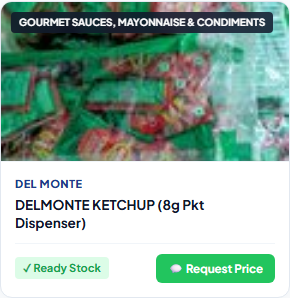 GOURMET SAUCES, MAYONNAISE & CONDIMENTS
DEL MONTE
DELMONTE KETCHUP (8g Pkt
Dispenser)
✓ Ready Stock
Request Price